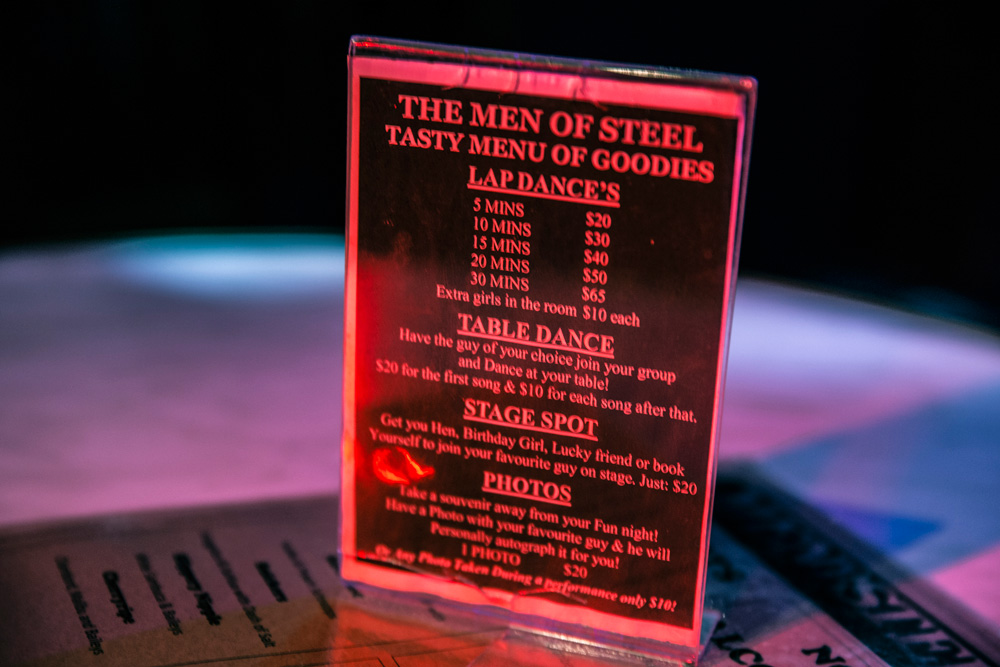 THE MEN OF STEEL
TASTY MENU OF GOODIES
LAP DANCE'S
5 MINS $20
10 MINS $30
15 MINS $40
20 MINS $50
30 MINS $65
Extra girls in the room $10 each
TABLE DANCE
Have the guy of your choice join your group
and Dance at your table!
$20 for the first song & $10 for each song after that.
STAGE SPOT
Get you Hen, Birthday Girl, Lucky friend or book
Yourself to join your favourite guy on stage. Just: $20
PHOTOS
Take a souvenir away from your Fun night!
Have a Photo with your favourite guy & he will
Personally autograph it for you!
1 PHOTO $20
Or Any Photo Taken During a performance only $10!